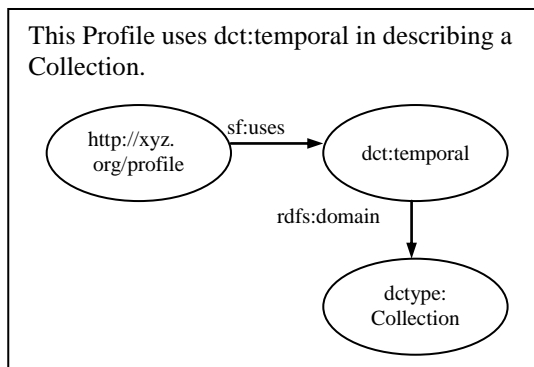 This Profile uses dct:temporal in describing a
Collection.
http://xyz.
org/profile
sf:uses
dct:temporal
rdfs:domain
dctype:
Collection